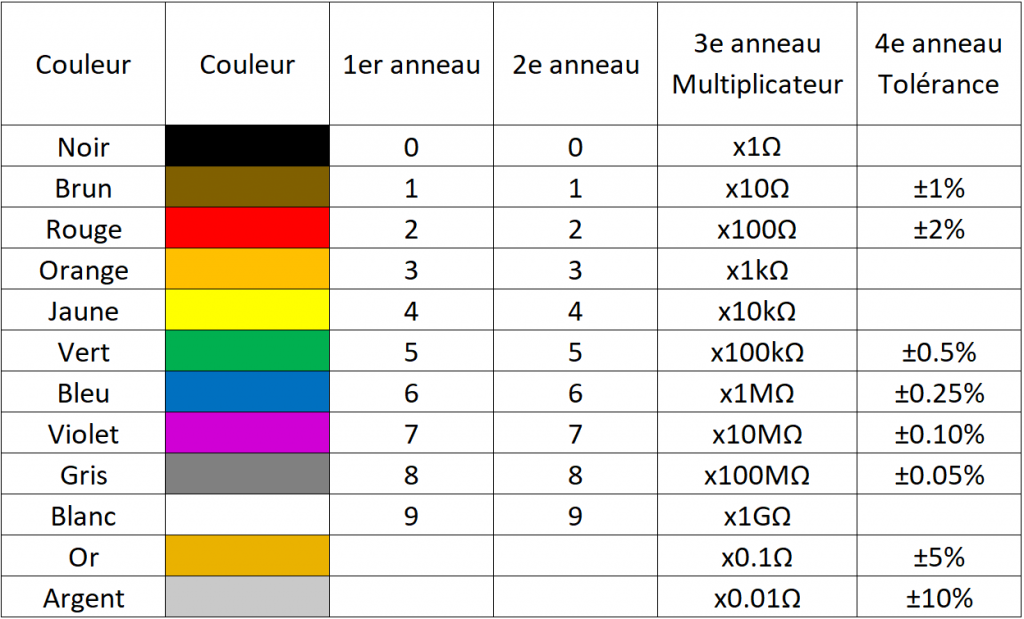 Couleur Couleur 1er anneau 2e anneau 3e anneau Multiplicateur 4e anneau Tolérance
Noir 0 0 x1Ω
Brun 1 1 x10Ω ±1%
Rouge 2 2 x100Ω ±2%
Orange 3 3 x1kΩ
Jaune 4 4 x10kΩ
Vert 5 5 x100kΩ ±0.5%
Bleu 6 6 x1MΩ ±0.25%
Violet 7 7 x10MΩ ±0.10%
Gris 8 8 x100MΩ ±0.05%
Blanc 9 9 x1GΩ
Or x0.1Ω ±5%
Argent x0.01Ω ±10%